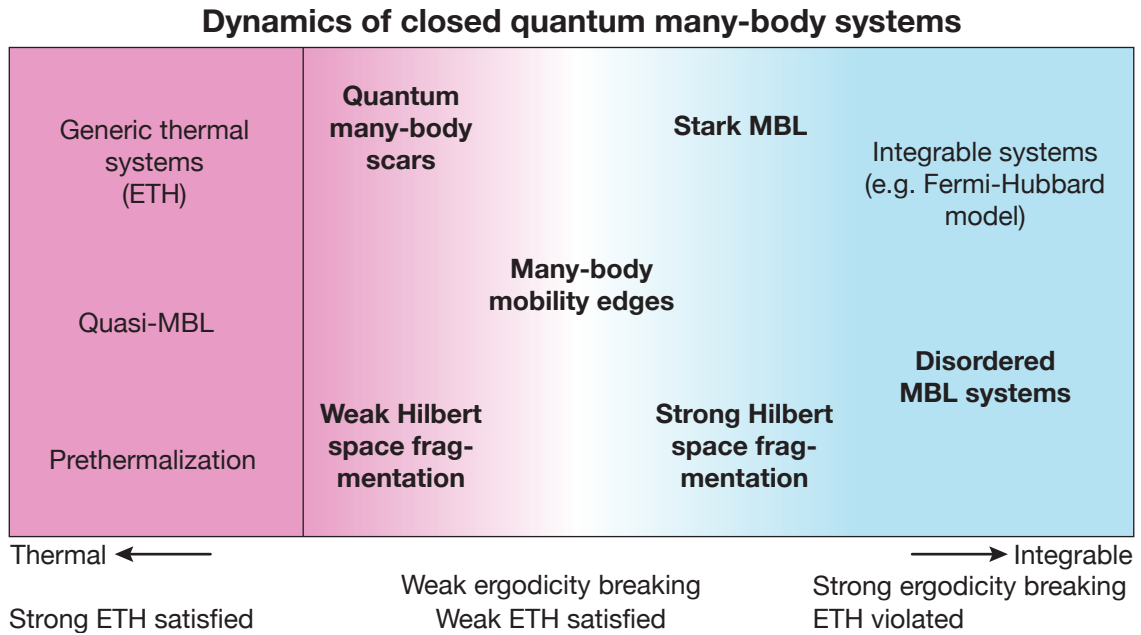 Dynamics of closed quantum many-body systems
Generic thermal
systems
(ETH)
Quasi-MBL
Prethermalization
Quantum
many-body
scars
Weak Hilbert
space frag-
mentation
Many-body
mobility edges
Stark MBL
Strong Hilbert
space frag-
mentation
Integrable systems
(e.g. Fermi-Hubbard
model)
Disordered
MBL systems
Thermal
Integrable
Strong ETH satisfied
Weak ergodicity breaking
Weak ETH satisfied
Strong ergodicity breaking
ETH violated